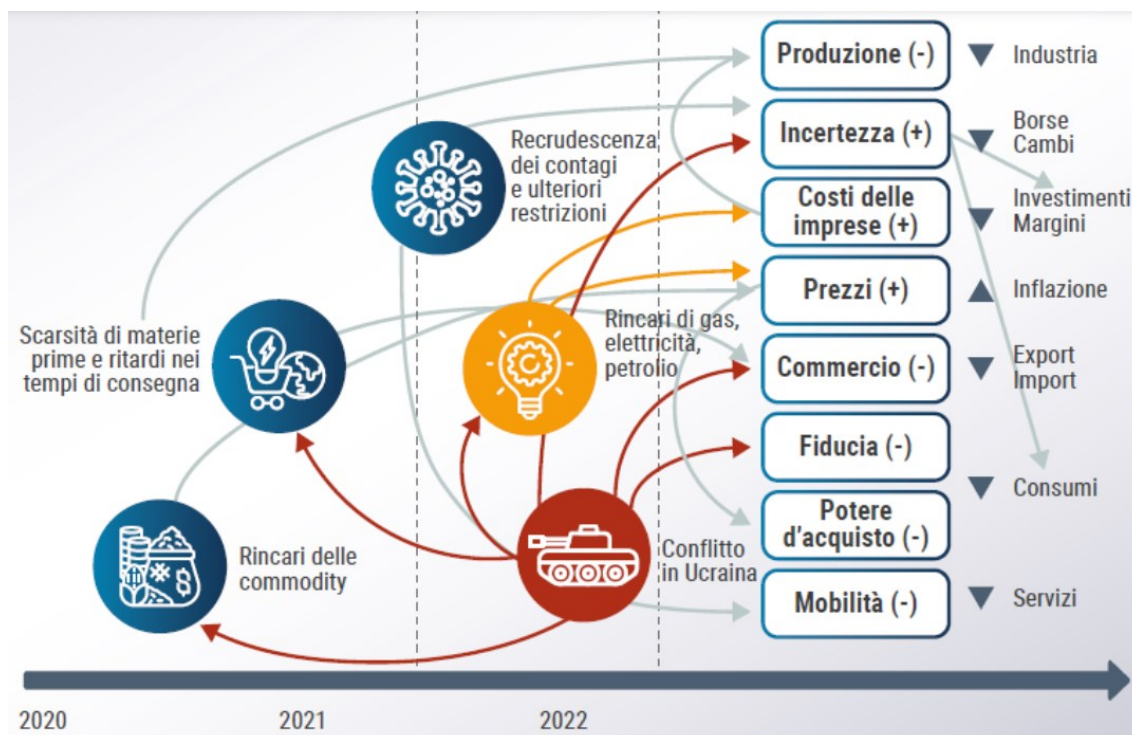 Produzione (-)
Industria
Incertezza (+)
Borse
Cambi
Recrudescenza
dei contagi
e ulteriori
restrizioni
Costi delle
imprese (+)
Investimenti
Margini
Prezzi (+)
Inflazione
Scarsità di materie
prime e ritardi nei
tempi di consegna
Rincari di gas,
elettricità,
petrolio
Commercio (-)
Export
Import
Fiducia (-)
Consumi
Potere
d'acquisto (-)
Rincari delle
commodity
Conflitto
in Ucraina
Mobilità (-)
Servizi
2020
2021
2022